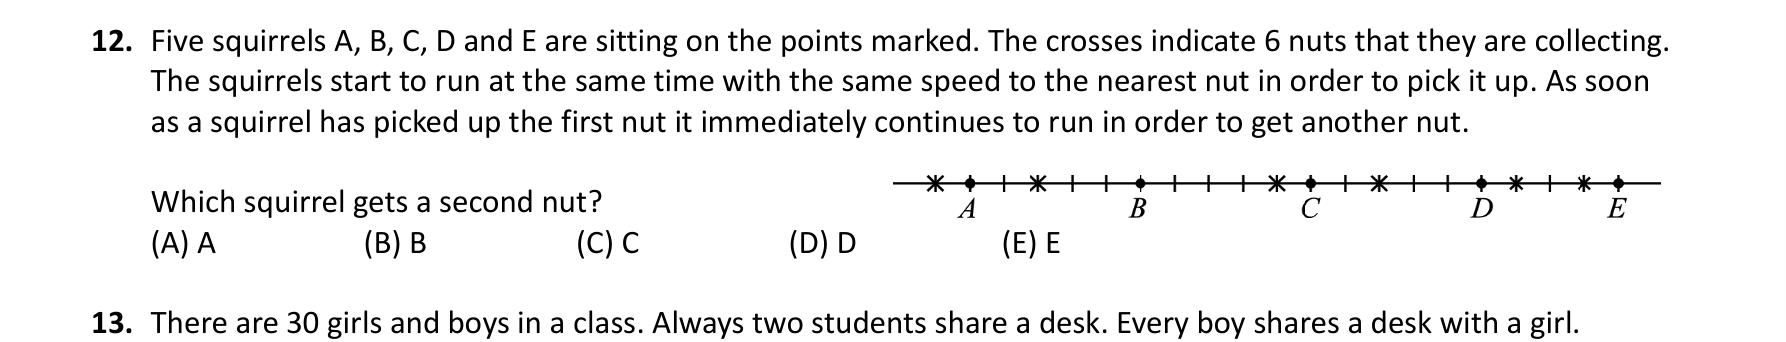 12. Five squirrels A, B, C, D and E are sitting on the points marked. The crosses indicate 6 nuts that they are collecting.
The squirrels start to run at the same time with the same speed to the nearest nut in order to pick it up. As soon
as a squirrel has picked up the first nut it immediately continues to run in order to get another nut.
Which squirrel gets a second nut?
A B C D E
(A) A (B) B (C) C (D) D (E) E
13. There are 30 girls and boys in a class. Always two students share a desk. Every boy shares a desk with a girl.